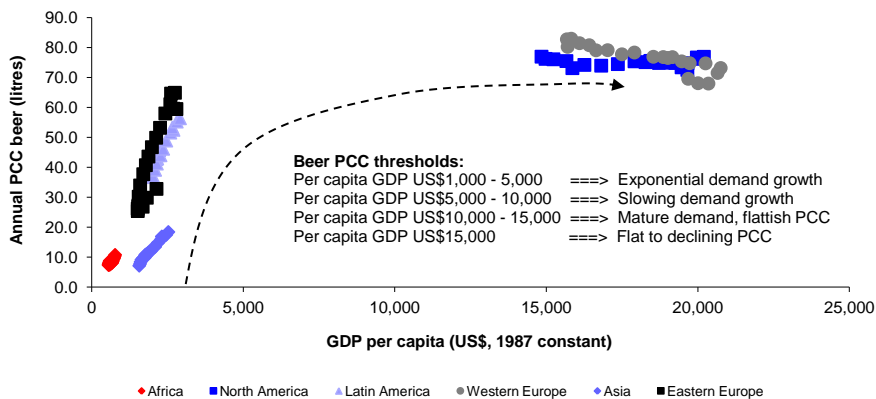 Annual PCC beer (litres)
90.0
80.0
70.0
60.0
50.0
40.0
30.0
20.0
10.0
0.0
Beer PCC thresholds:
Per capita GDP US$1,000 - 5,000 ===> Exponential demand growth
Per capita GDP US$5,000 - 10,000 ===> Slowing demand growth
Per capita GDP US$10,000 - 15,000 ===> Mature demand, flattish PCC
Per capita GDP US$15,000 ===> Flat to declining PCC
0 5,000 10,000 15,000 20,000 25,000
GDP per capita (US$, 1987 constant)
Africa North America Latin America Western Europe Asia Eastern Europe